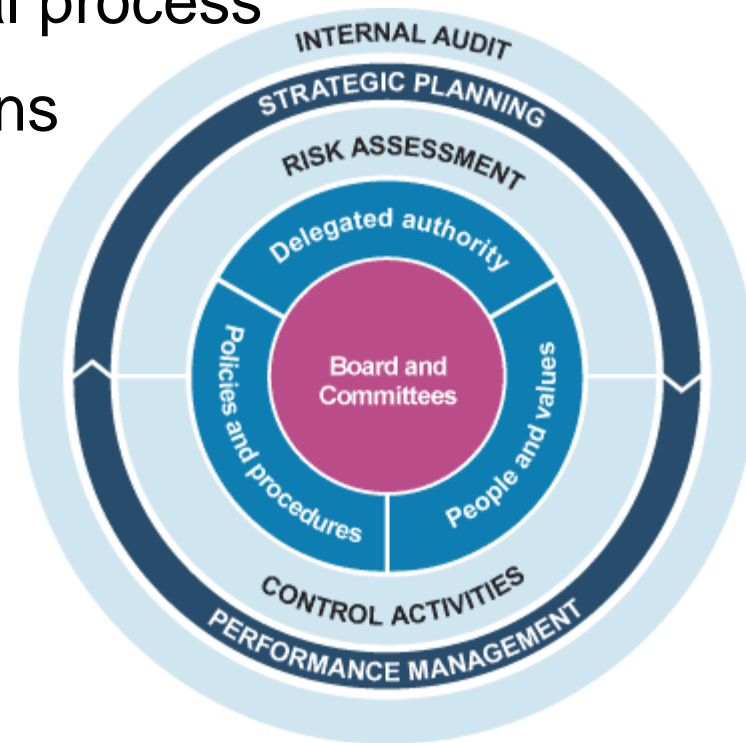 process
INTERNAL AUDIT
STRATEGIC PLANNING
RISK ASSESSMENT
Delegated authority
Policies and procedures
Board and
Committees
People and values
CONTROL ACTIVITIES
PERFORMANCE MANAGEMENT